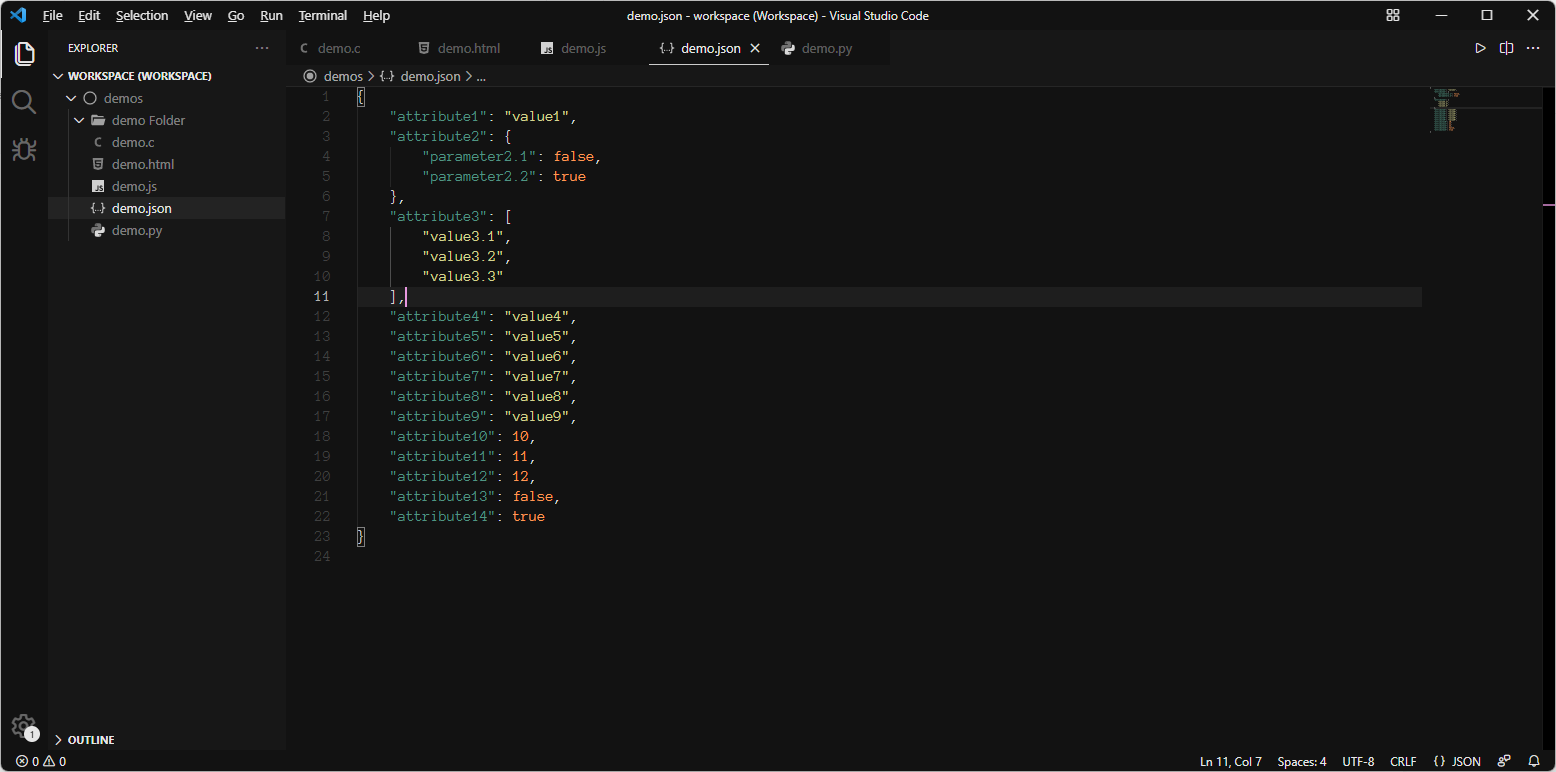 File Edit Selection View Go Run Terminal Help
demo.json - workspace (Workspace) - Visual Studio Code
EXPLORER ...
C demo.c
demo.html
JS demo.js
{..} demo.json
demo.py
...
WORKSPACE (WORKSPACE)
demos
demo Folder
C demo.c
demo.html
JS demo.js
{..} demo.json
demo.py
demos > {..} demo.json > ...
1 {
2 "attribute1": "value1",
3 "attribute2": {
4 "parameter2.1": false,
5 "parameter2.2": true
6 },
7 "attribute3": [
8 "value3.1",
9 "value3.2",
10 "value3.3"
11 ],
12 "attribute4": "value4",
13 "attribute5": "value5",
14 "attribute6": "value6",
15 "attribute7": "value7",
16 "attribute8": "value8",
17 "attribute9": "value9",
18 "attribute10": 10,
19 "attribute11": 11,
20 "attribute12": 12,
21 "attribute13": false,
22 "attribute14": true
23 }
24
1
OUTLINE
0 0
Ln 11, Col 7 Spaces: 4 UTF-8 CRLF {} JSON